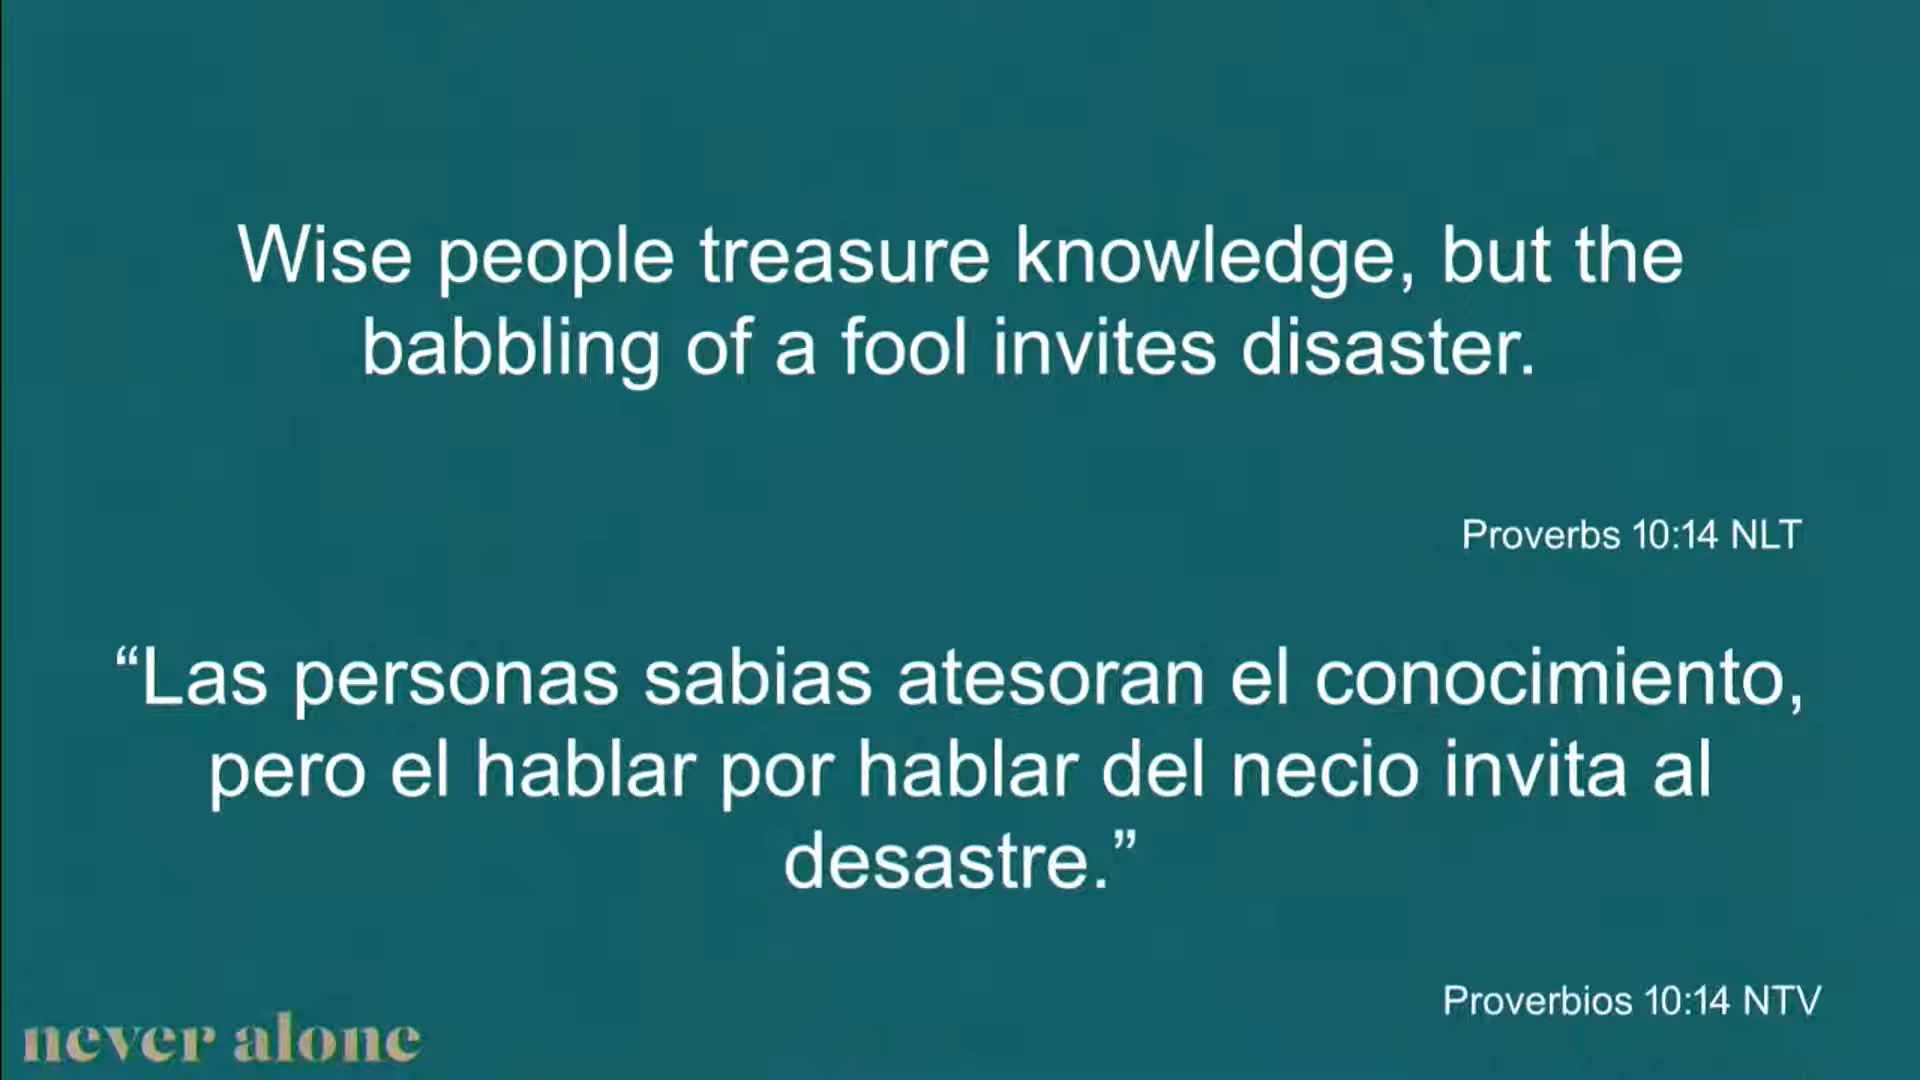 Wise people treasure knowledge, but the
babbling of a fool invites disaster.
Proverbs 10:14 NLT
“Las personas sabias atesoran el conocimiento,
pero el hablar por hablar del necio invita al
desastre.”
Proverbios 10:14 NTV
never alone